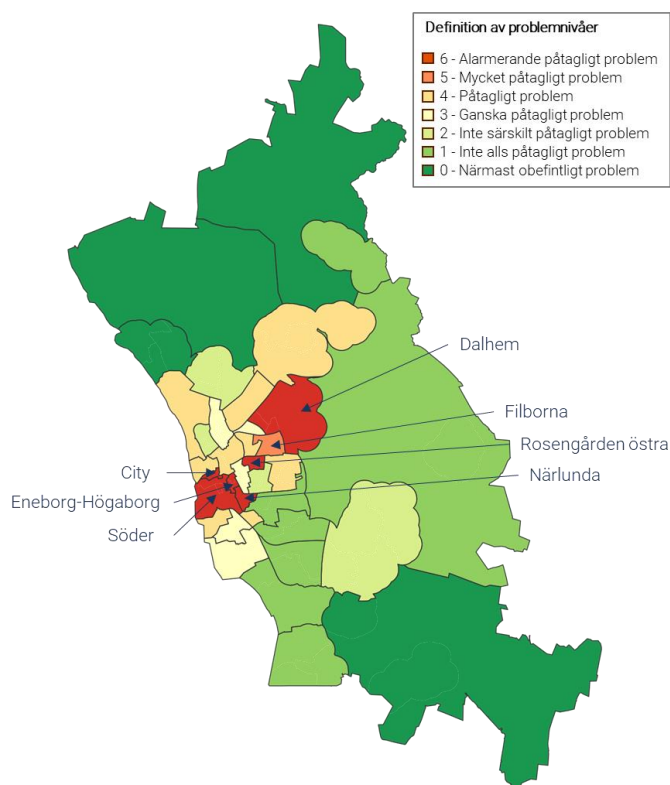 Definition av problemnivåer
6 - Alarmerande påtagligt problem
5 - Mycket påtagligt problem
4 - Påtagligt problem
3 - Ganska påtagligt problem
2 - Inte särskilt påtagligt problem
1 - Inte alls påtagligt problem
0 - Närmast obefintligt problem
Dalhem
Filborna
Rosengården östra
City
Närlunda
Eneborg-Högaborg
Söder